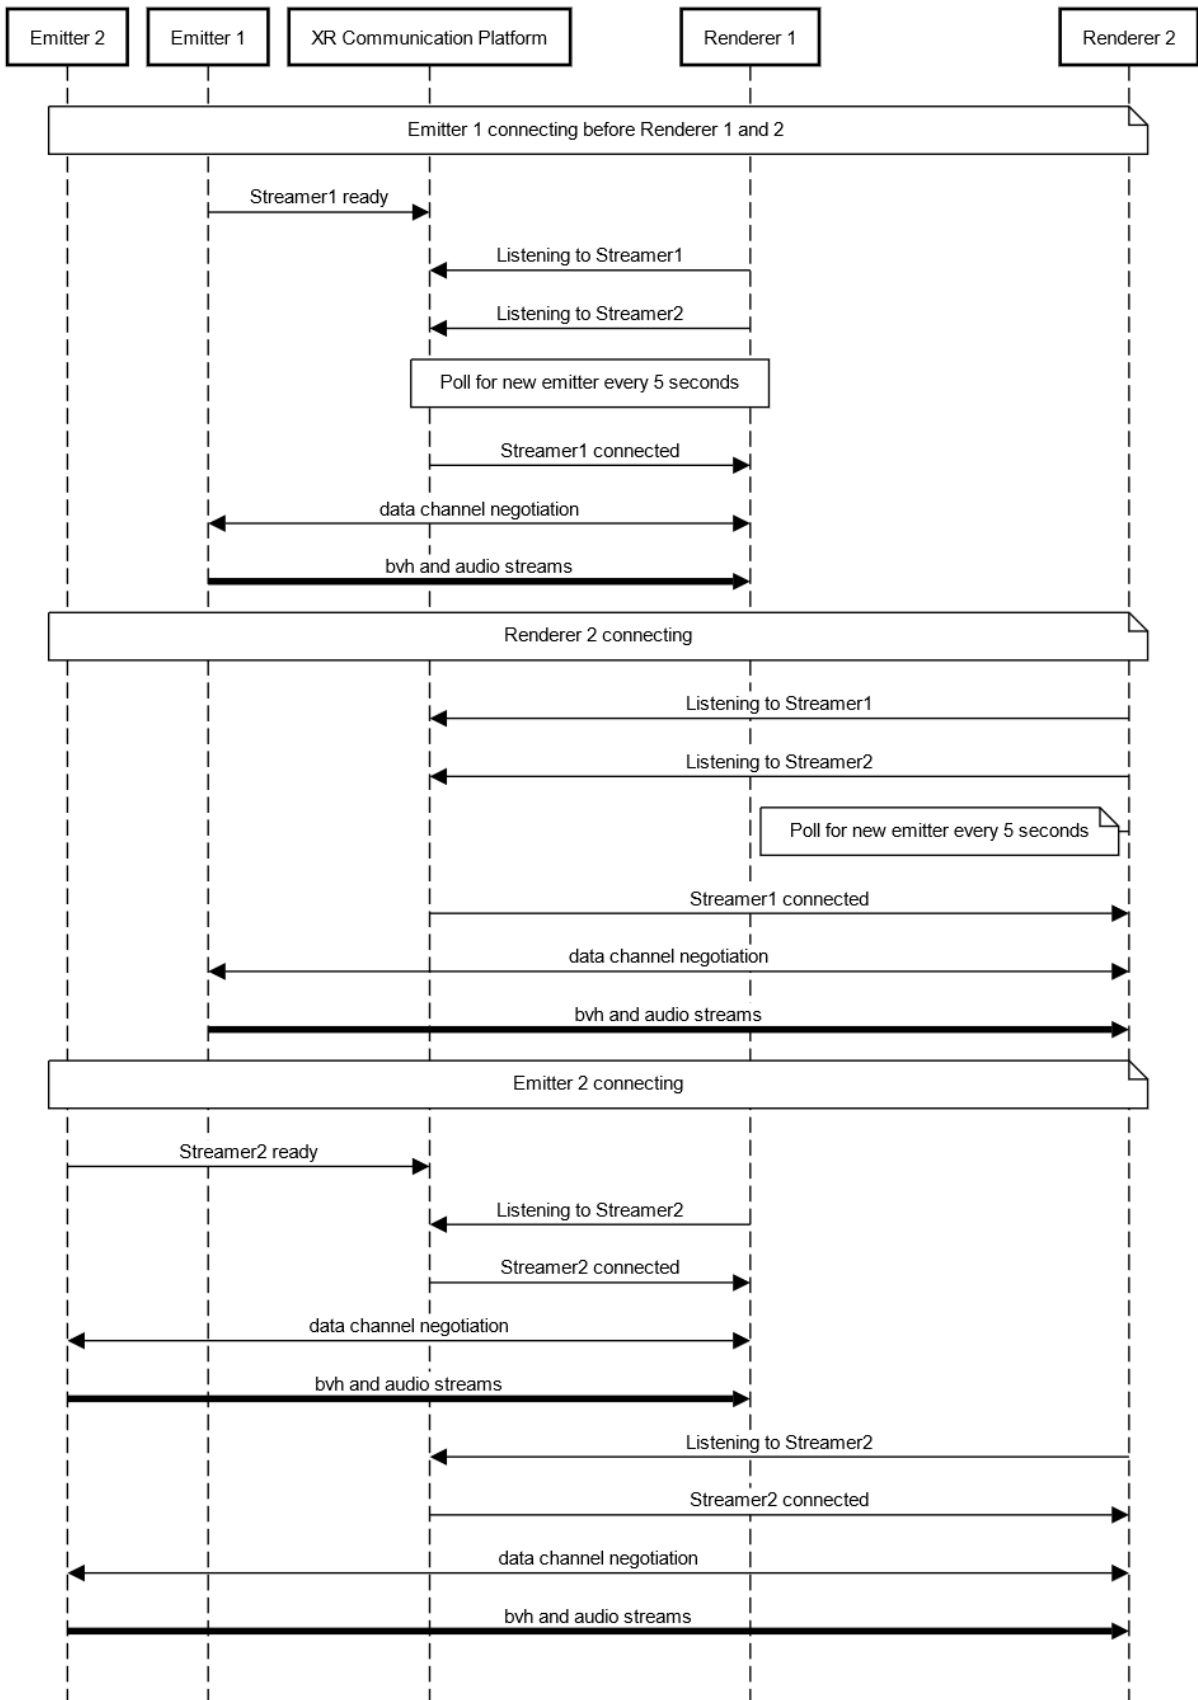 Emitter 2
Emitter 1
XR Communication Platform
Renderer 1
Renderer 2
Emitter 1 connecting before Renderer 1 and 2
Streamer1 ready
Listening to Streamer1
Listening to Streamer2
Poll for new emitter every 5 seconds
Streamer1 connected
data channel negotiation
bvh and audio streams
Renderer 2 connecting
Listening to Streamer1
Listening to Streamer2
Poll for new emitter every 5 seconds
Streamer1 connected
data channel negotiation
bvh and audio streams
Emitter 2 connecting
Streamer2 ready
Listening to Streamer2
Streamer2 connected
data channel negotiation
bvh and audio streams
Listening to Streamer2
Streamer2 connected
data channel negotiation
bvh and audio streams